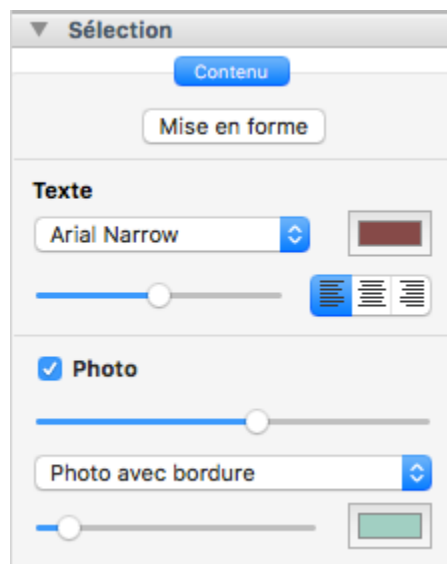 Sélection
Contenu
Mise en forme
Texte
Arial Narrow
Photo
Photo avec bordure